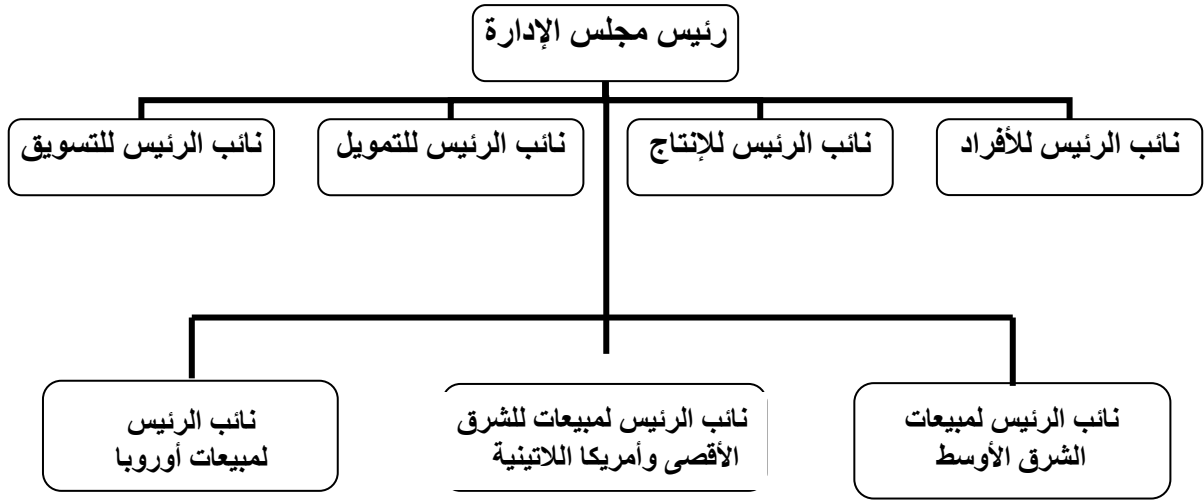 رئيس مجلس الإدارة
نائب الرئيس للأفراد
نائب الرئيس للإنتاج
نائب الرئيس للتمويل
نائب الرئيس للتسويق
نائب الرئيس لمبيعات
الشرق الأوسط
نائب الرئيس لمبيعات للشرق
الأقصى وأمريكا اللاتينية
نائب الرئيس
لمبيعات أوروبا